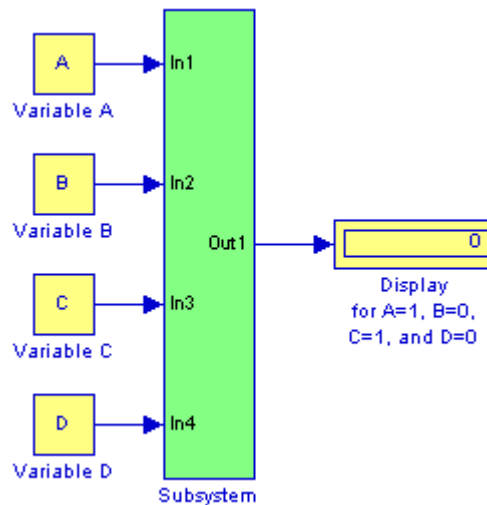 A
Variable A
B
Variable B
C
Variable C
D
Variable D
In1
In2
In3
In4
Out1
Subsystem
0
Display
for A=1, B=0,
C=1, and D=0